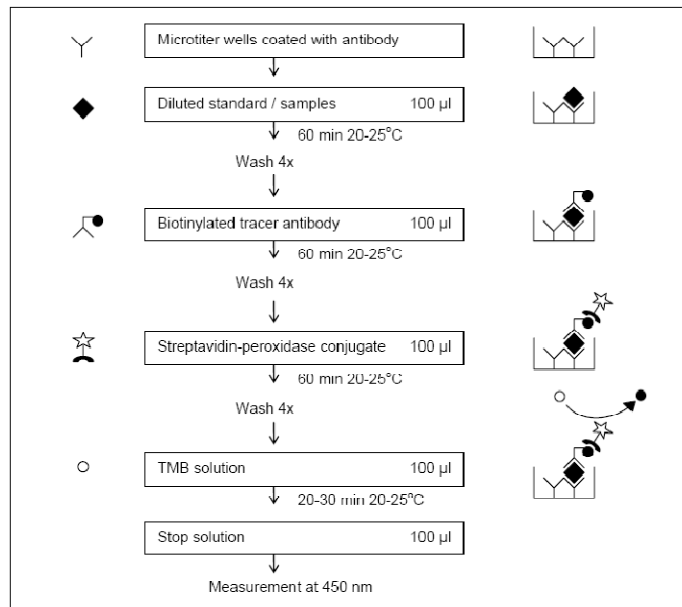 Microtiter wells coated with antibody
Diluted standard / samples 100 µl
60 min 20-25°C
Wash 4x
Biotinylated tracer antibody 100 µl
60 min 20-25°C
Wash 4x
Streptavidin-peroxidase conjugate 100 µl
60 min 20-25°C
Wash 4x
TMB solution 100 µl
20-30 min 20-25°C
Stop solution 100 µl
Measurement at 450 nm